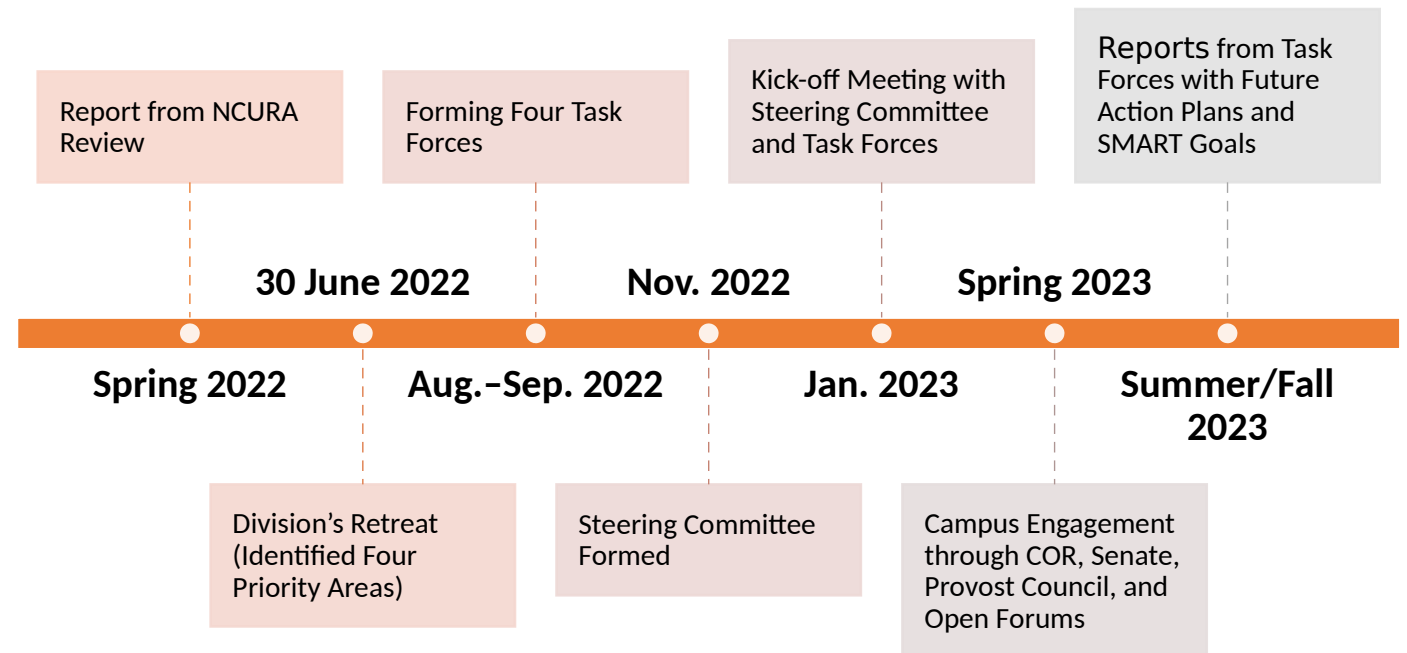 Report from NCURA
Review
Forming Four Task
Forces
Kick-off Meeting with
Steering Committee
and Task Forces
Reports from Task
Forces with Future
Action Plans and
SMART Goals
30 June 2022
Nov. 2022
Spring 2023
Spring 2022
Aug.–Sep. 2022
Jan. 2023
Summer/Fall
2023
Division’s Retreat
(Identified Four
Priority Areas)
Steering Committee
Formed
Campus Engagement
through COR, Senate,
Provost Council, and
Open Forums